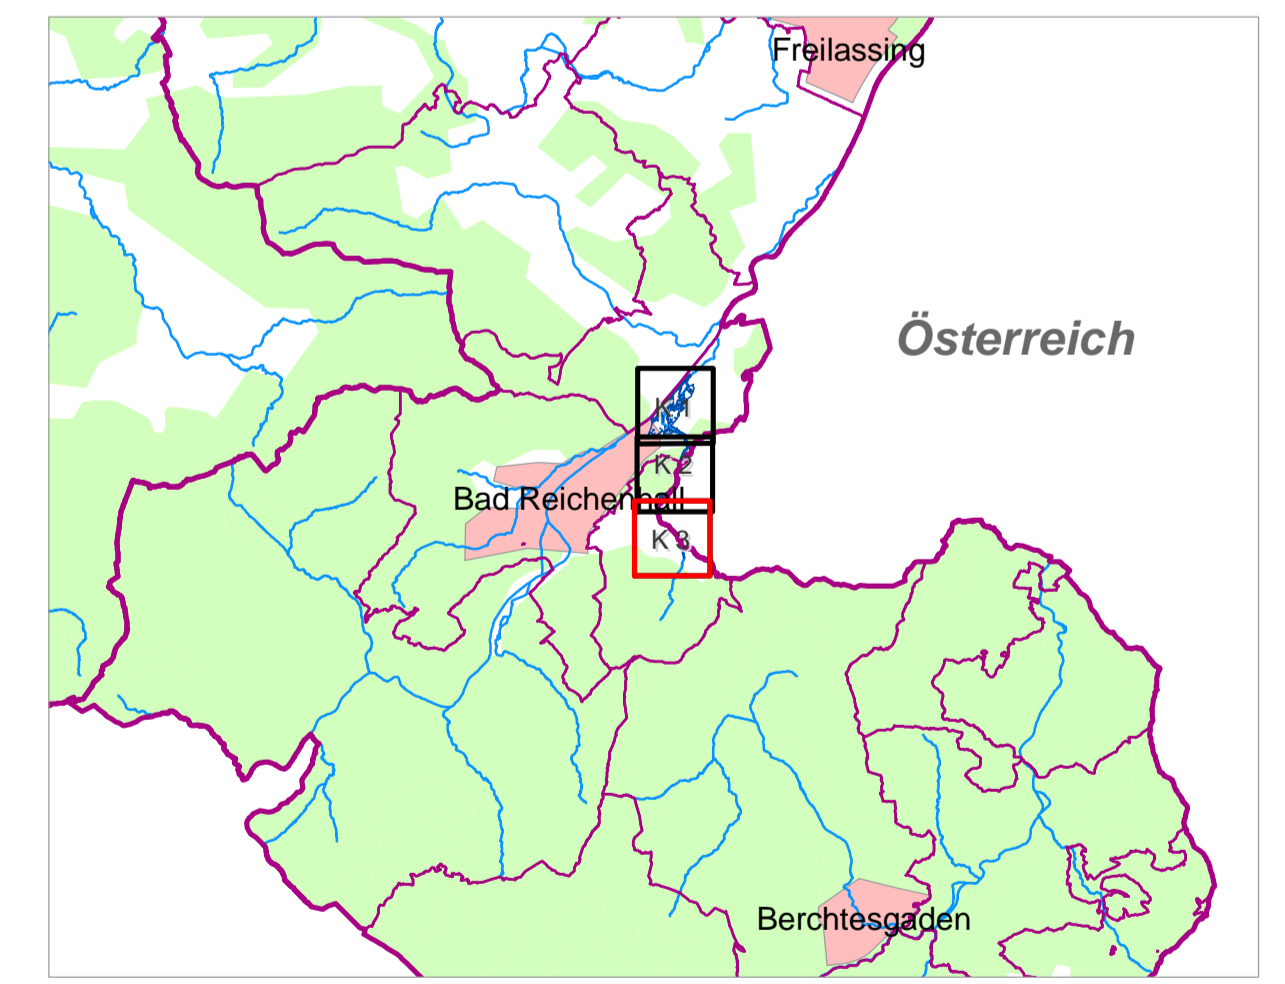 Freilassing
Österreich
K 1
K 2
Bad Reichenhall
K 3
Berchtesgaden